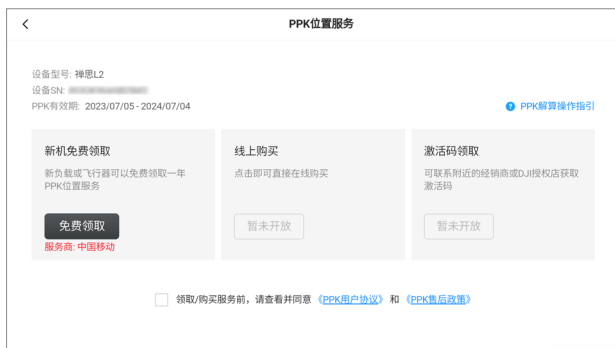 PPK位置服务
设备型号: 禅思L2
设备SN:
PPK有效期: 2023/07/05 - 2024/07/04
PPK解算操作指引
新机免费领取
新负载或飞行器可以免费领取一年
PPK位置服务
免费领取
服务商: 中国移动
线上购买
点击即可直接在线购买
暂未开放
激活码领取
可联系附近的经销商或DJI授权店获取
激活码
暂未开放
领取/购买服务前，请查看并同意 《PPK用户协议》 和 《PPK售后政策》